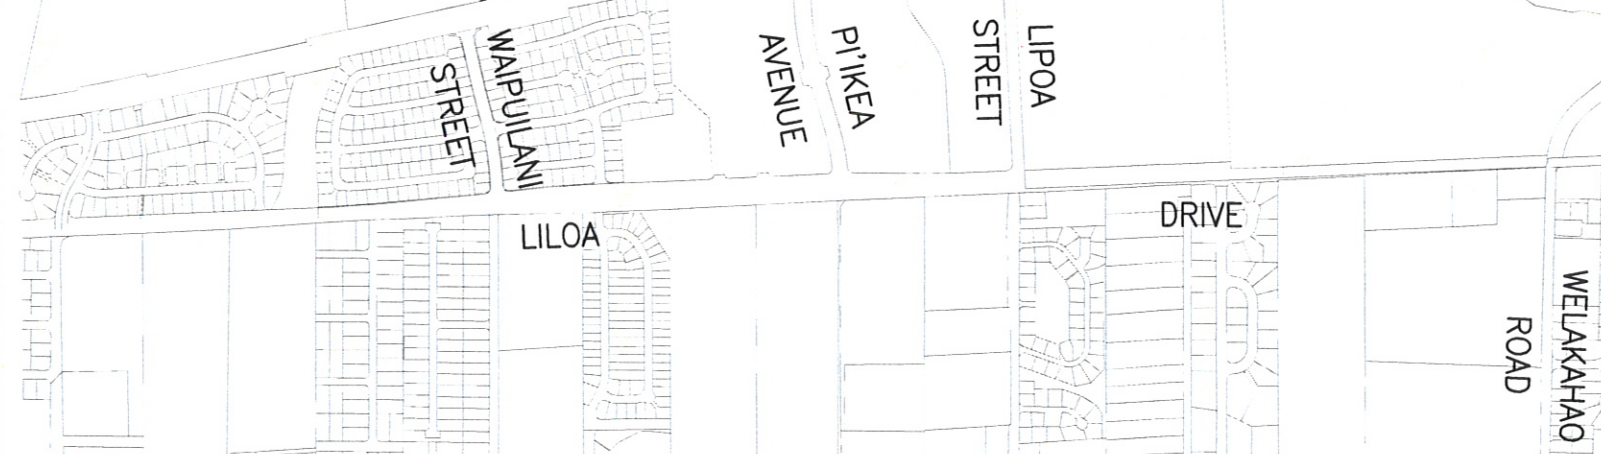 WAIPUILANI
STREET
PI'IKEA
AVENUE
LIPOA
STREET
LILOA
DRIVE
WELAKAHAO
ROAD